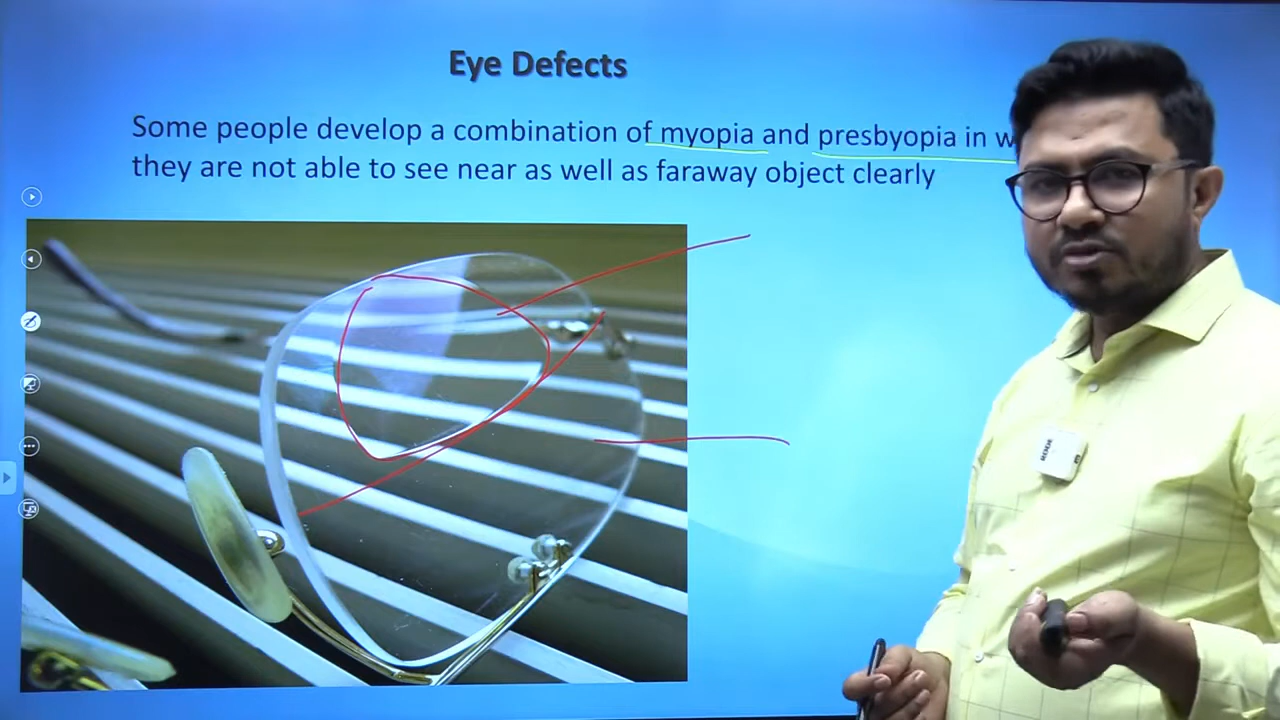 Eye Defects
Some people develop a combination of myopia and presbyopia in
they are not able to see near as well as faraway object clearly
RODE